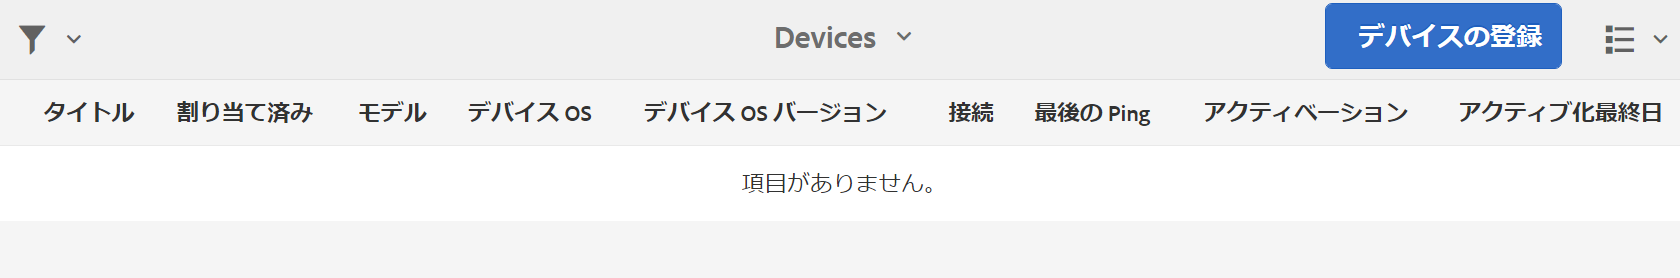 Devices デバイスの登録
タイトル 割り当て済み モデル デバイス OS デバイス OS バージョン 接続 最後の Ping アクティベーション アクティブ化最終日
項目がありません。